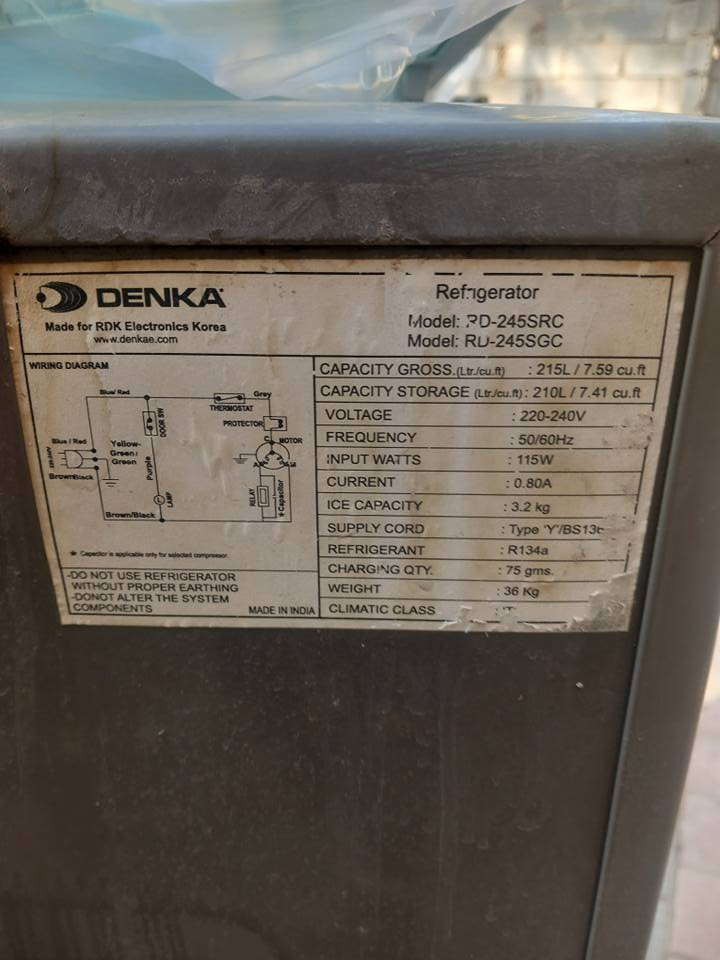 DENKA
Made for RDK Electronics Korea
www.denkae.com
Refrigerator
Model: RD-245SRC
Model: RD-245SGC
WIRING DIAGRAM
Blue/ Red
Grey
THERMOSTAT
DOOR SW
PROTECTOR
C
MOTOR
Blue / Red
220-240V
Yellow-
Green /
Green
Purple
Brown/Black
LAMP
RELAY
*Capacitor
Brown/Black
* Capacitor is applicable only for selected compressor.
-DO NOT USE REFRIGERATOR
WITHOUT PROPER EARTHING
-DONOT ALTER THE SYSTEM
COMPONENTS
MADE IN INDIA
CAPACITY GROSS.(Ltr./cu.ft) : 215L / 7.59 cu.ft
CAPACITY STORAGE (Ltr./cu.ft) : 210L / 7.41 cu.ft
VOLTAGE : 220-240V
FREQUENCY : 50/60Hz
INPUT WATTS : 115W
CURRENT : 0.80A
ICE CAPACITY : 3.2 kg
SUPPLY CORD : Type 'Y'/
REFRIGERANT : R134a
CHARGING QTY. : 75 gms.
WEIGHT : 36 Kg
CLIMATIC CLASS :